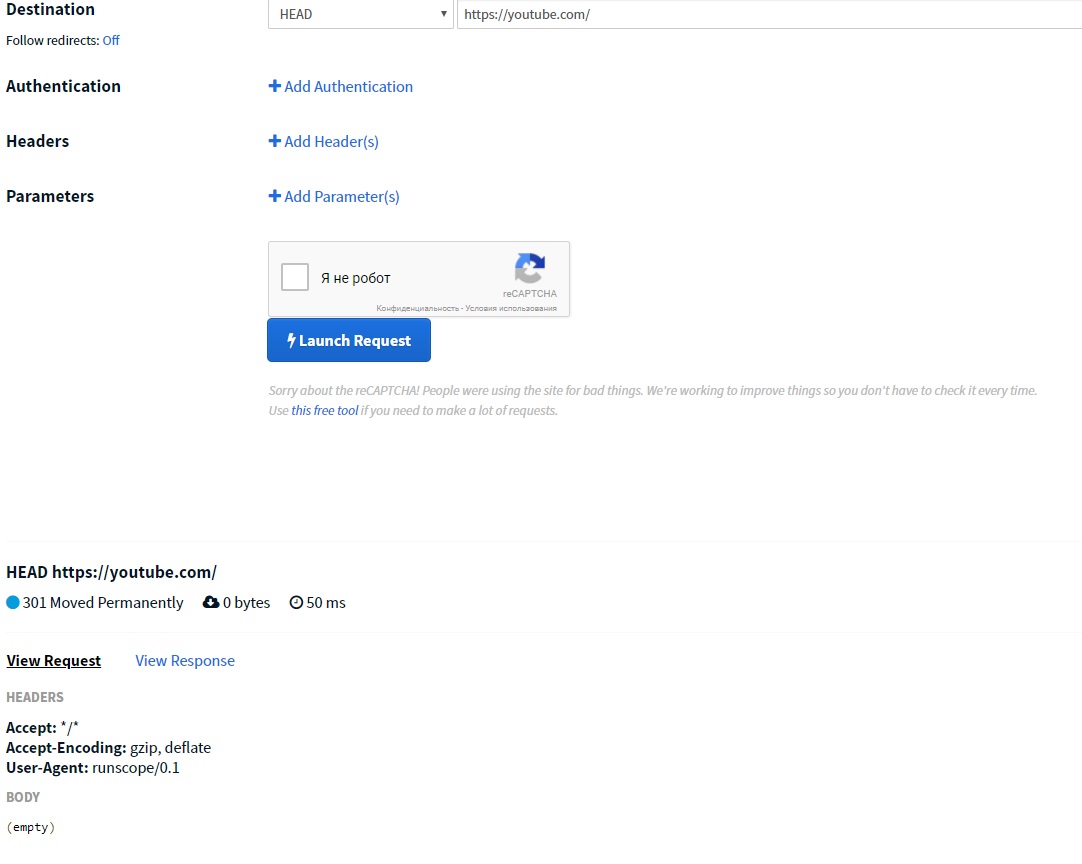 Destination HEAD https://youtube.com/
Follow redirects: Off
Authentication Add Authentication
Headers Add Header(s)
Parameters Add Parameter(s)
Я не робот
reCAPTCHA
Конфиденциальность - Условия использования
Launch Request
Sorry about the reCAPTCHA! People were using the site for bad things. We're working to improve things so you don't have to check it every time.
Use this free tool if you need to make a lot of requests.
HEAD https://youtube.com/
301 Moved Permanently 0 bytes 50 ms
View Request View Response
HEADERS
Accept: */*
Accept-Encoding: gzip, deflate
User-Agent: runscope/0.1
BODY
(empty)